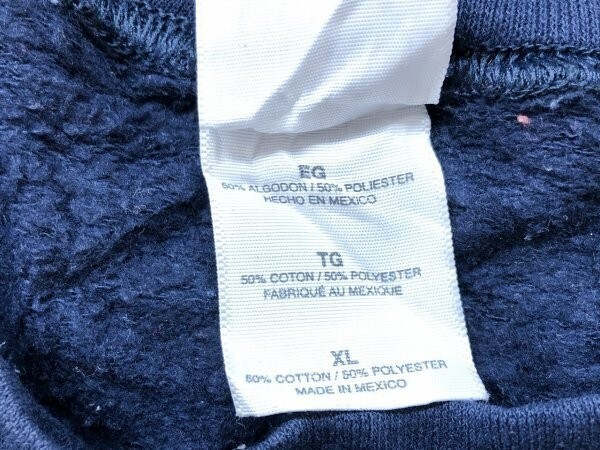 EG
50% ALGODON / 50% POLIESTER
HECHO EN MEXICO
TG
50% COTON / 50% POLYESTER
FABRIQUÉ AU MEXIQUE
XL
50% COTTON / 50% POLYESTER
MADE IN MEXICO